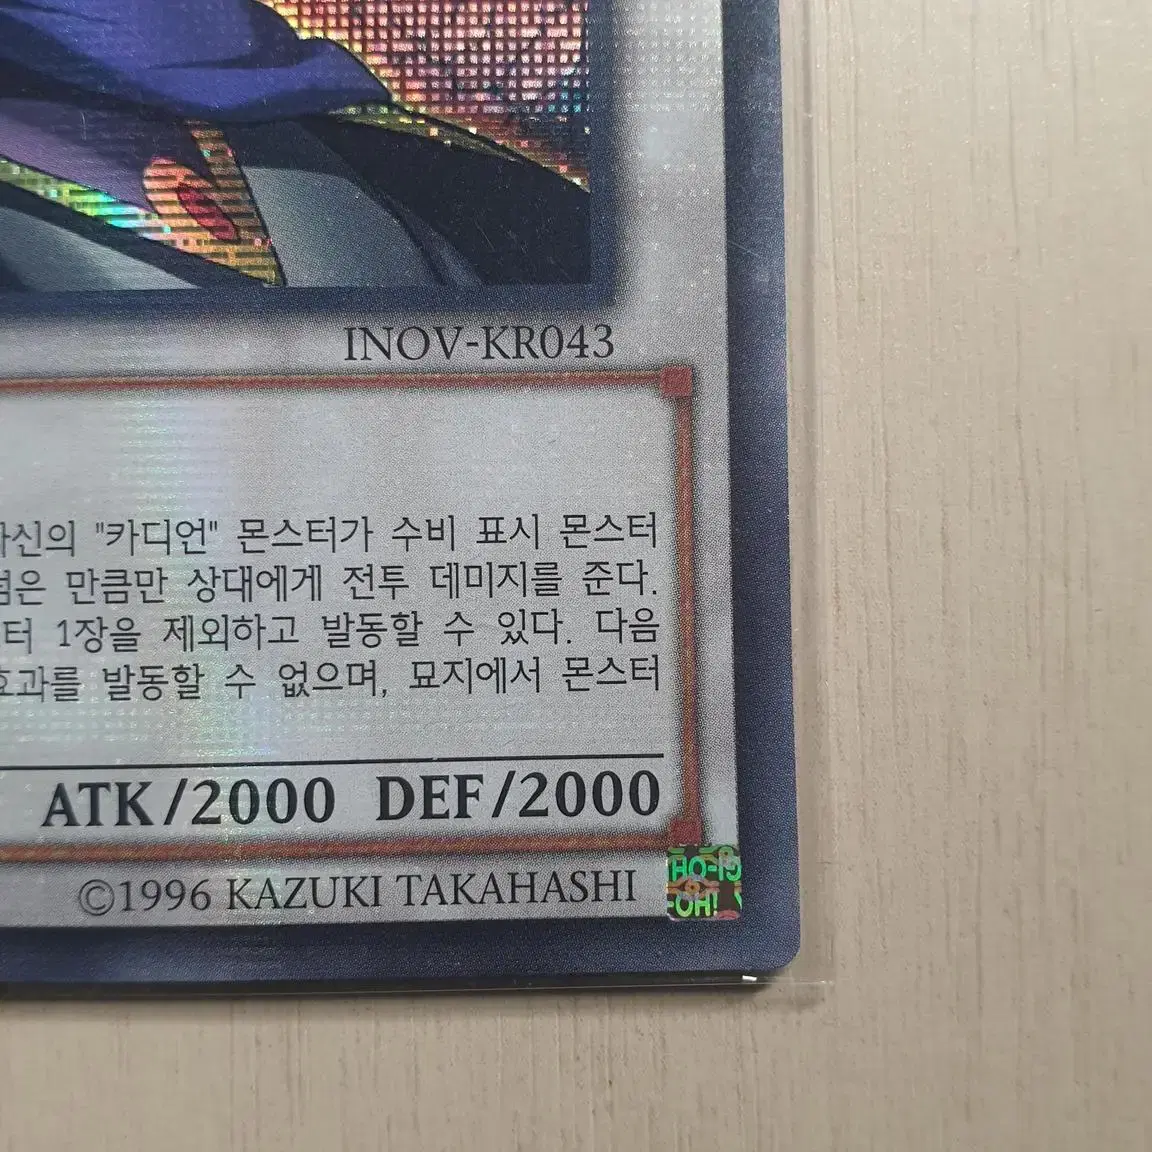 INOV-KR043
자신의 "카디언" 몬스터가 수비 표시 몬스터
만큼만 상대에게 전투 데미지를 준다.
터 1장을 제외하고 발동할 수 있다. 다음
효과를 발동할 수 없으며, 묘지에서 몬스터
ATK/2000 DEF/2000
©1996 KAZUKI TAKAHASHI